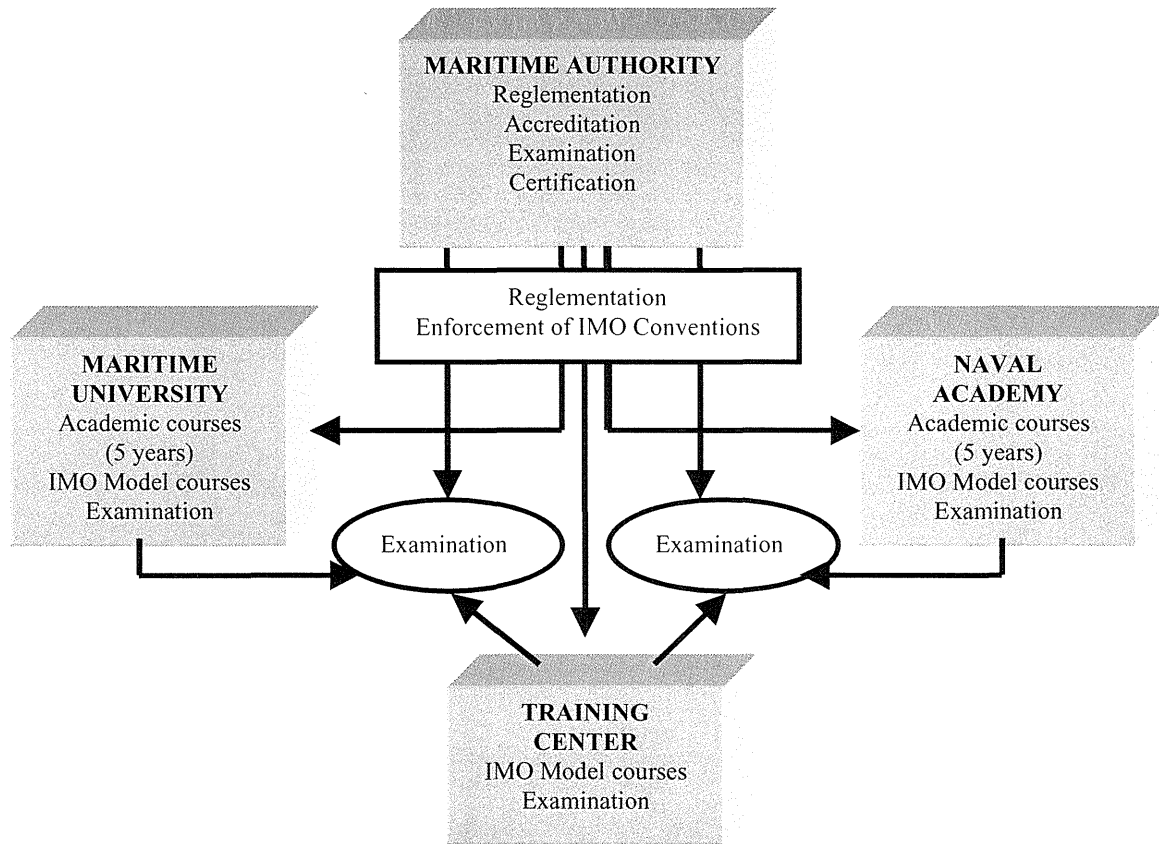 MARITIME AUTHORITY
Reglementation
Accreditation
Examination
Certification
Reglementation
Enforcement of IMO Conventions
MARITIME
UNIVERSITY
Academic courses
(5 years)
IMO Model courses
Examination
NAVAL
ACADEMY
Academic courses
(5 years)
IMO Model courses
Examination
Examination
Examination
TRAINING
CENTER
IMO Model courses
Examination